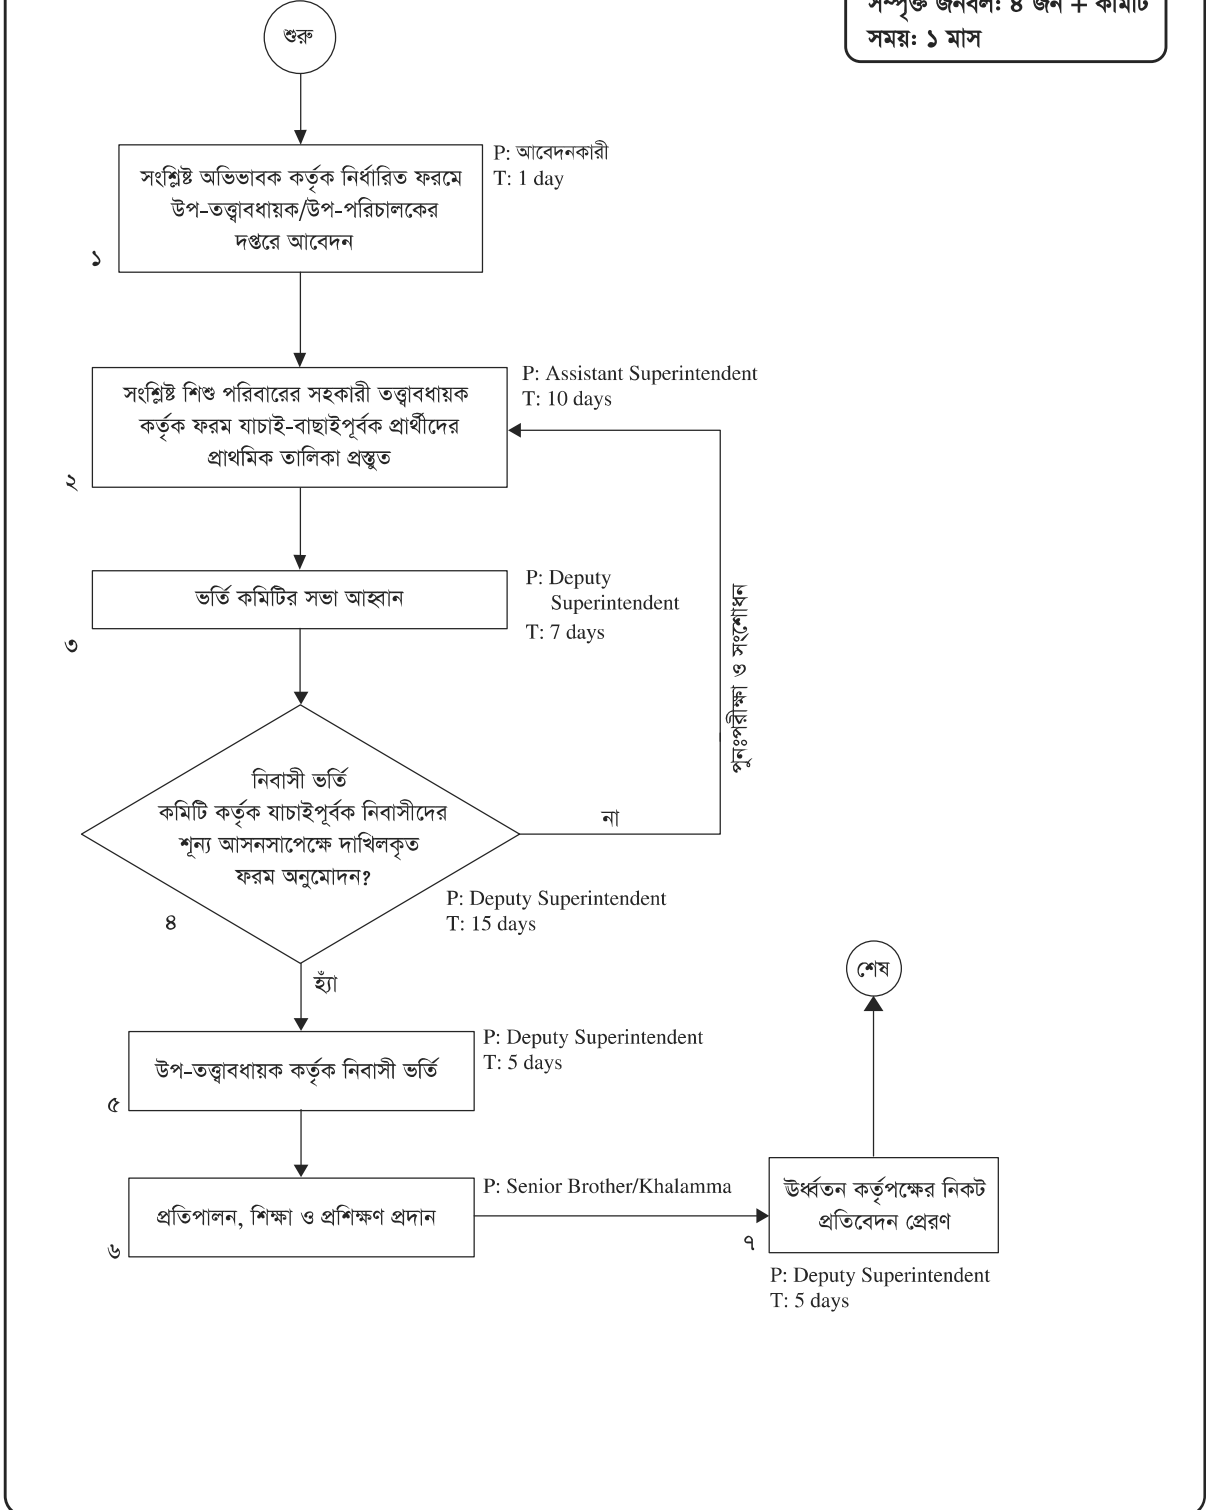 সম্পৃক্ত জনবল: ৪ জন + কমিটি
সময়: ১ মাস
শুরু
P: আবেদনকারী
T: 1 day
সংশ্লিষ্ট অভিভাবক কর্তৃক নির্ধারিত ফরমে
উপ-তত্ত্বাবধায়ক/উপ-পরিচালকের
দপ্তরে আবেদন
১
P: Assistant Superintendent
T: 10 days
সংশ্লিষ্ট শিশু পরিবারের সহকারী তত্ত্বাবধায়ক
কর্তৃক ফরম যাচাই-বাছাইপূর্বক প্রার্থীদের
প্রাথমিক তালিকা প্রস্তুত
২
P: Deputy
Superintendent
T: 7 days
ভর্তি কমিটির সভা আহ্বান
৩
পুনঃপরীক্ষা ও সংশোধন
নিবাসী ভর্তি
কমিটি কর্তৃক যাচাইপূর্বক নিবাসীদের
শূন্য আসনসাপেক্ষে দাখিলকৃত
ফরম অনুমোদন?
না
৪
P: Deputy Superintendent
T: 15 days
হ্যাঁ
শেষ
P: Deputy Superintendent
T: 5 days
উপ-তত্ত্বাবধায়ক কর্তৃক নিবাসী ভর্তি
৫
P: Senior Brother/Khalamma
প্রতিপালন, শিক্ষা ও প্রশিক্ষণ প্রদান
৬
ঊর্ধ্বতন কর্তৃপক্ষের নিকট
প্রতিবেদন প্রেরণ
৭
P: Deputy Superintendent
T: 5 days